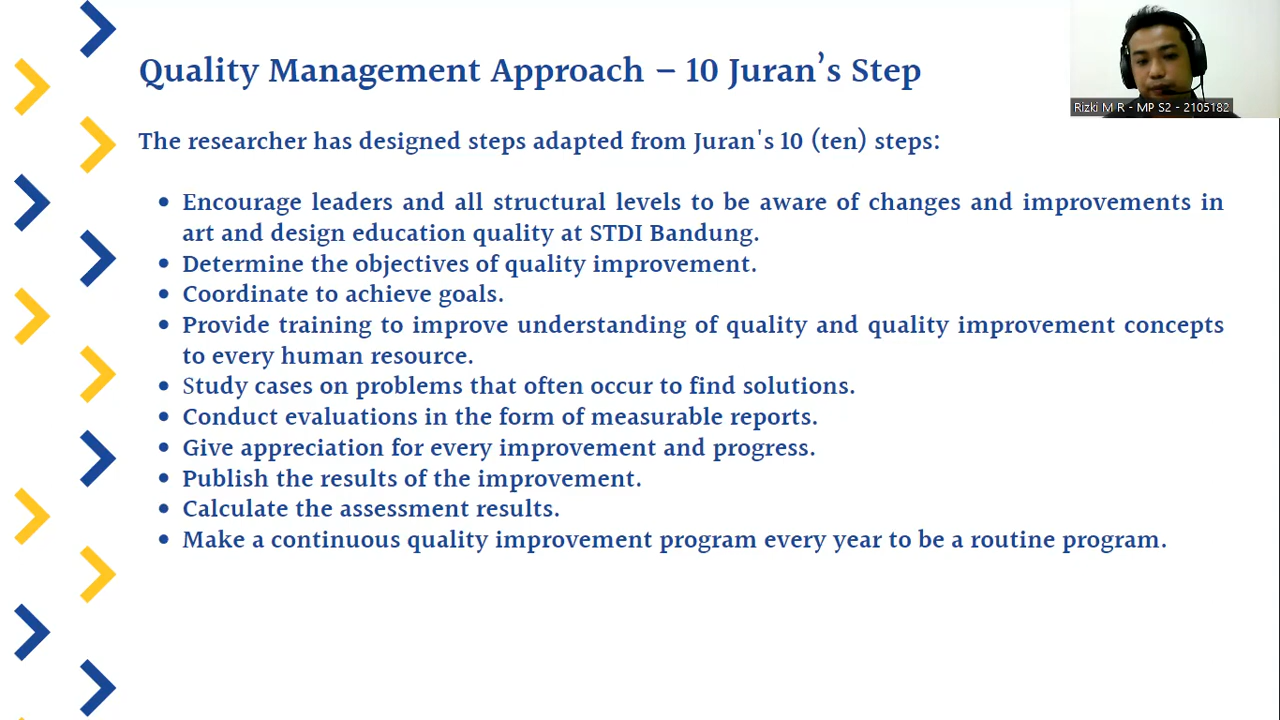 Quality Management Approach – 10 Juran’s Step
Rizki M R - MP S2 - 2105182
The researcher has designed steps adapted from Juran's 10 (ten) steps:
• Encourage leaders and all structural levels to be aware of changes and improvements in
art and design education quality at STDI Bandung.
• Determine the objectives of quality improvement.
• Coordinate to achieve goals.
• Provide training to improve understanding of quality and quality improvement concepts
to every human resource.
• Study cases on problems that often occur to find solutions.
• Conduct evaluations in the form of measurable reports.
• Give appreciation for every improvement and progress.
• Publish the results of the improvement.
• Calculate the assessment results.
• Make a continuous quality improvement program every year to be a routine program.